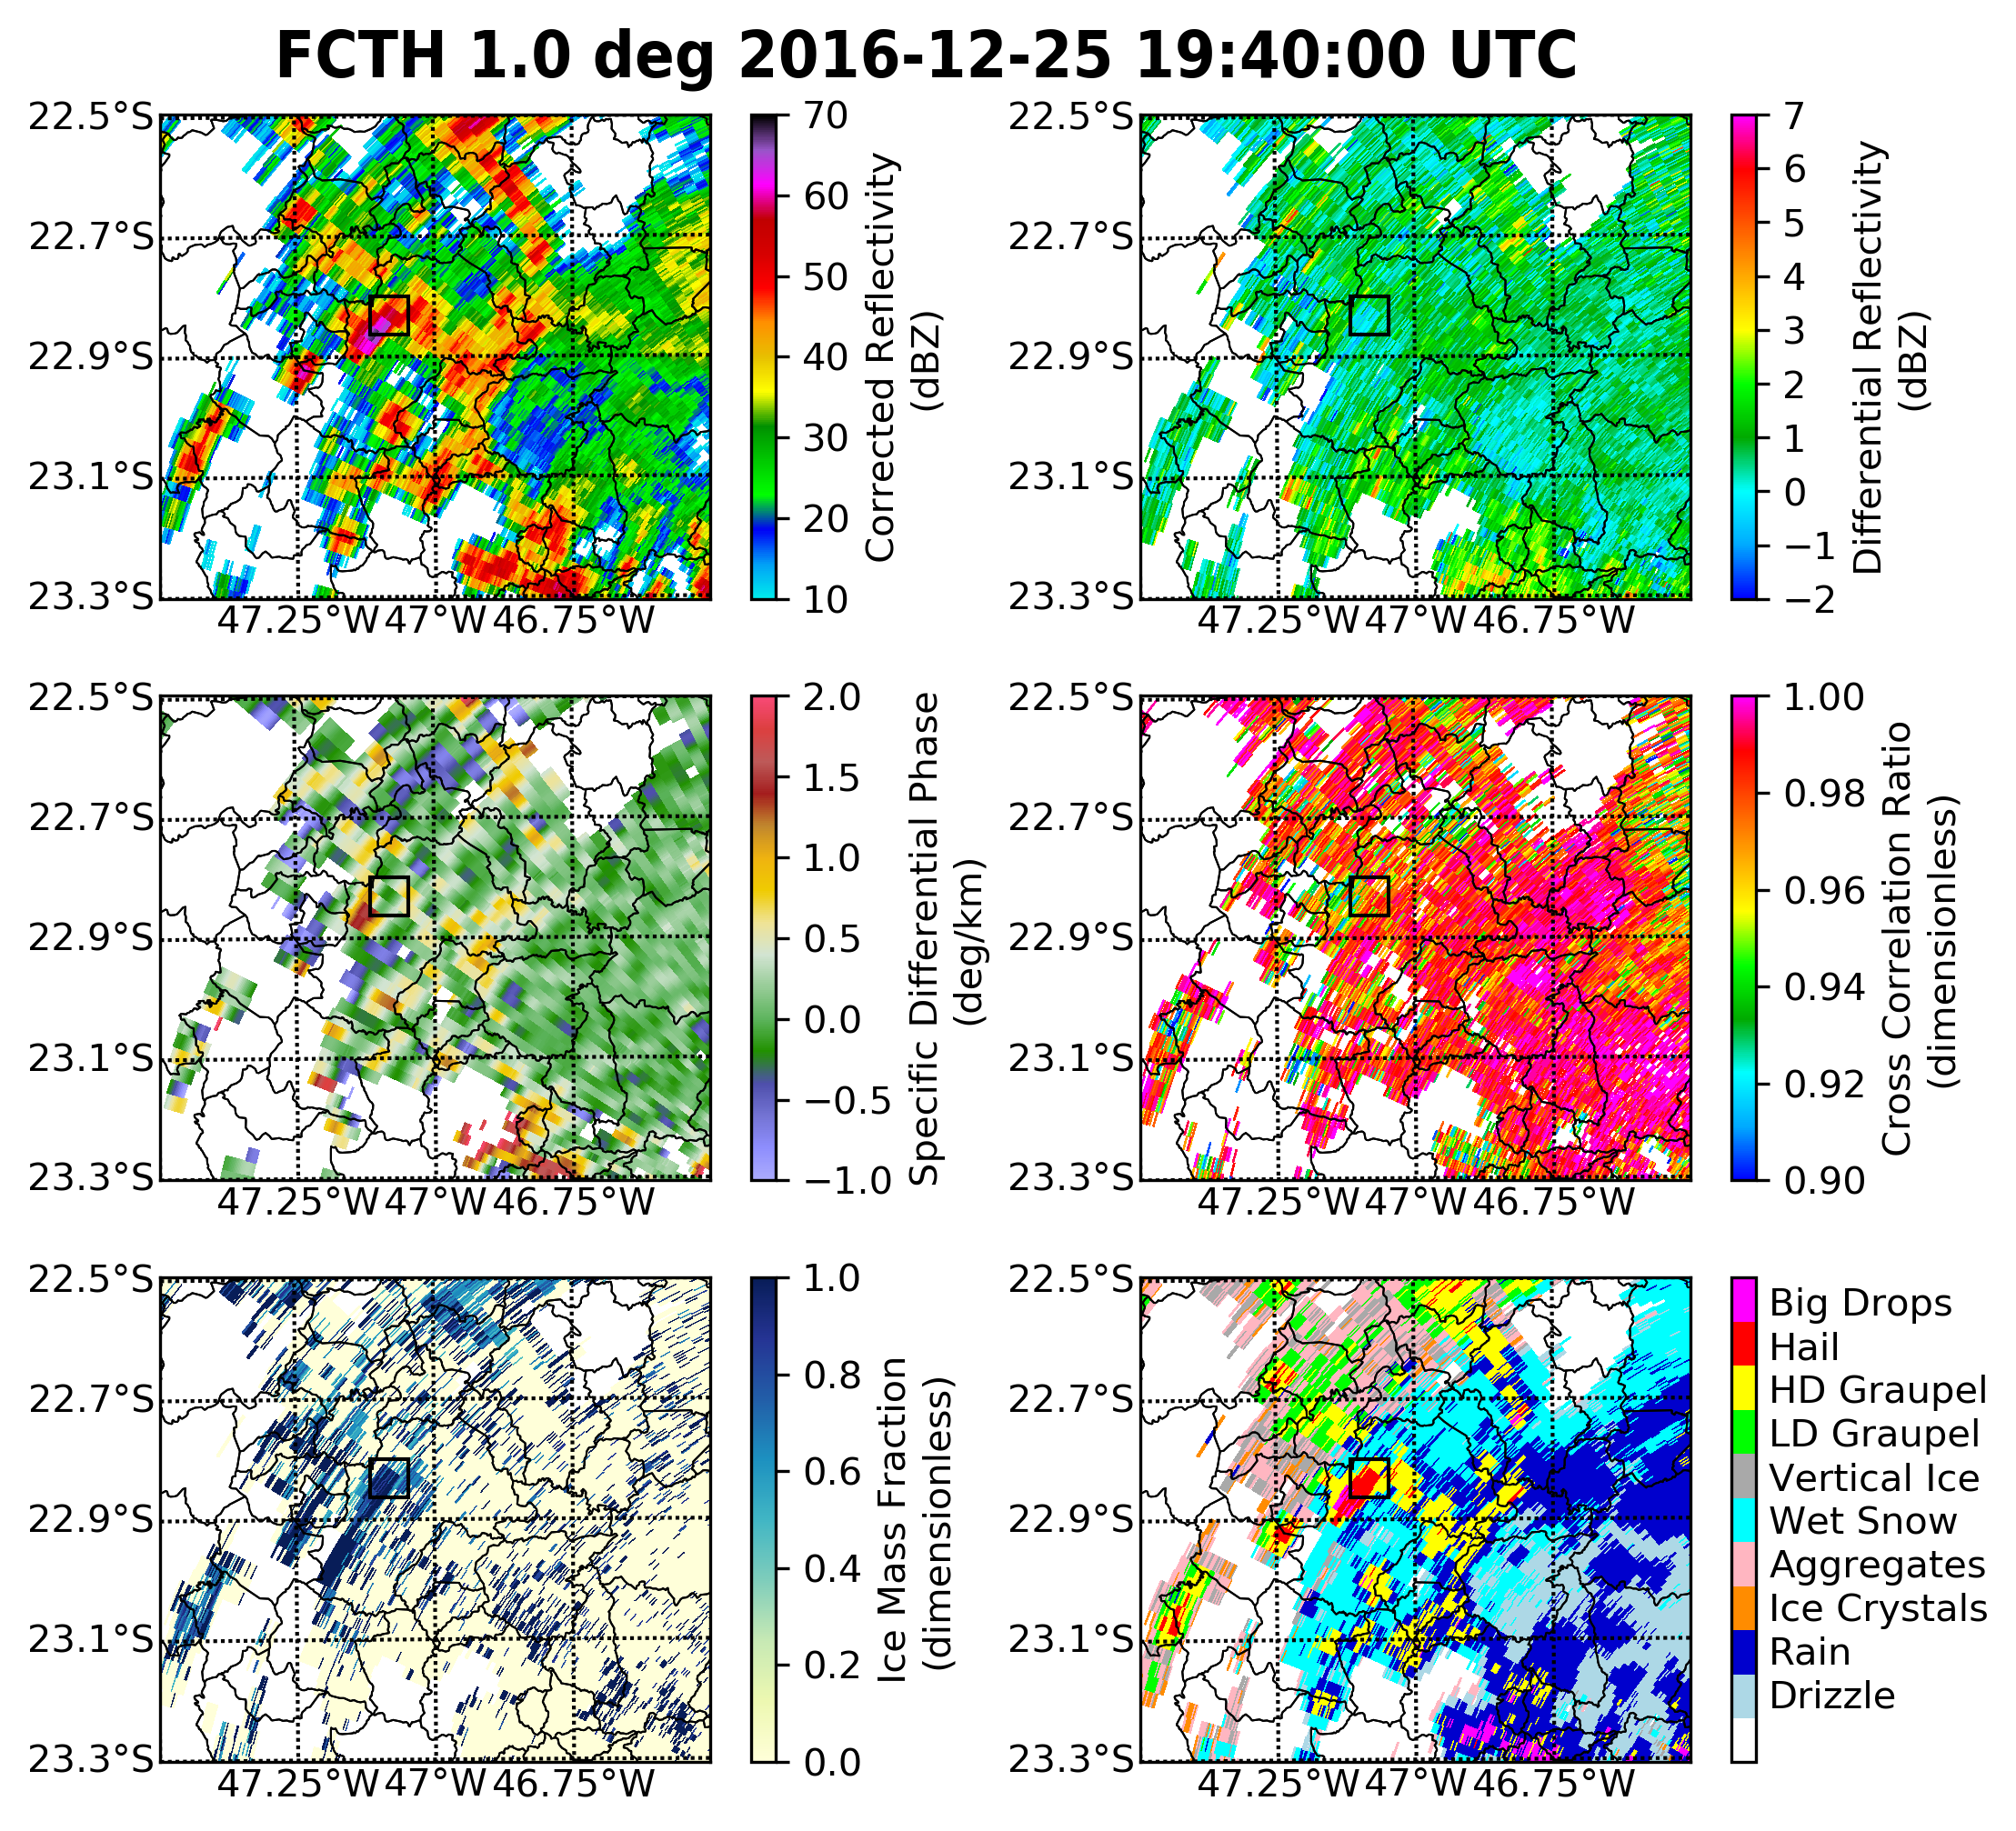 FCTH 1.0 deg 2016-12-25 19:40:00 UTC
22.5°S
22.7°S
22.9°S
23.1°S
23.3°S
47.25°W 47°W 46.75°W
70
60
50
40
30
20
10
Corrected Reflectivity
(dBZ)
22.5°S
22.7°S
22.9°S
23.1°S
23.3°S
47.25°W 47°W 46.75°W
7
6
5
4
3
2
1
0
−1
−2
Differential Reflectivity
(dBZ)
22.5°S
22.7°S
22.9°S
23.1°S
23.3°S
47.25°W 47°W 46.75°W
2.0
1.5
1.0
0.5
0.0
−0.5
−1.0
Specific Differential Phase
(deg/km)
22.5°S
22.7°S
22.9°S
23.1°S
23.3°S
47.25°W 47°W 46.75°W
1.00
0.98
0.96
0.94
0.92
0.90
Cross Correlation Ratio
(dimensionless)
22.5°S
22.7°S
22.9°S
23.1°S
23.3°S
47.25°W 47°W 46.75°W
1.0
0.8
0.6
0.4
0.2
0.0
Ice Mass Fraction
(dimensionless)
22.5°S
22.7°S
22.9°S
23.1°S
23.3°S
47.25°W 47°W 46.75°W
Big Drops
Hail
HD Graupel
LD Graupel
Vertical Ice
Wet Snow
Aggregates
Ice Crystals
Rain
Drizzle